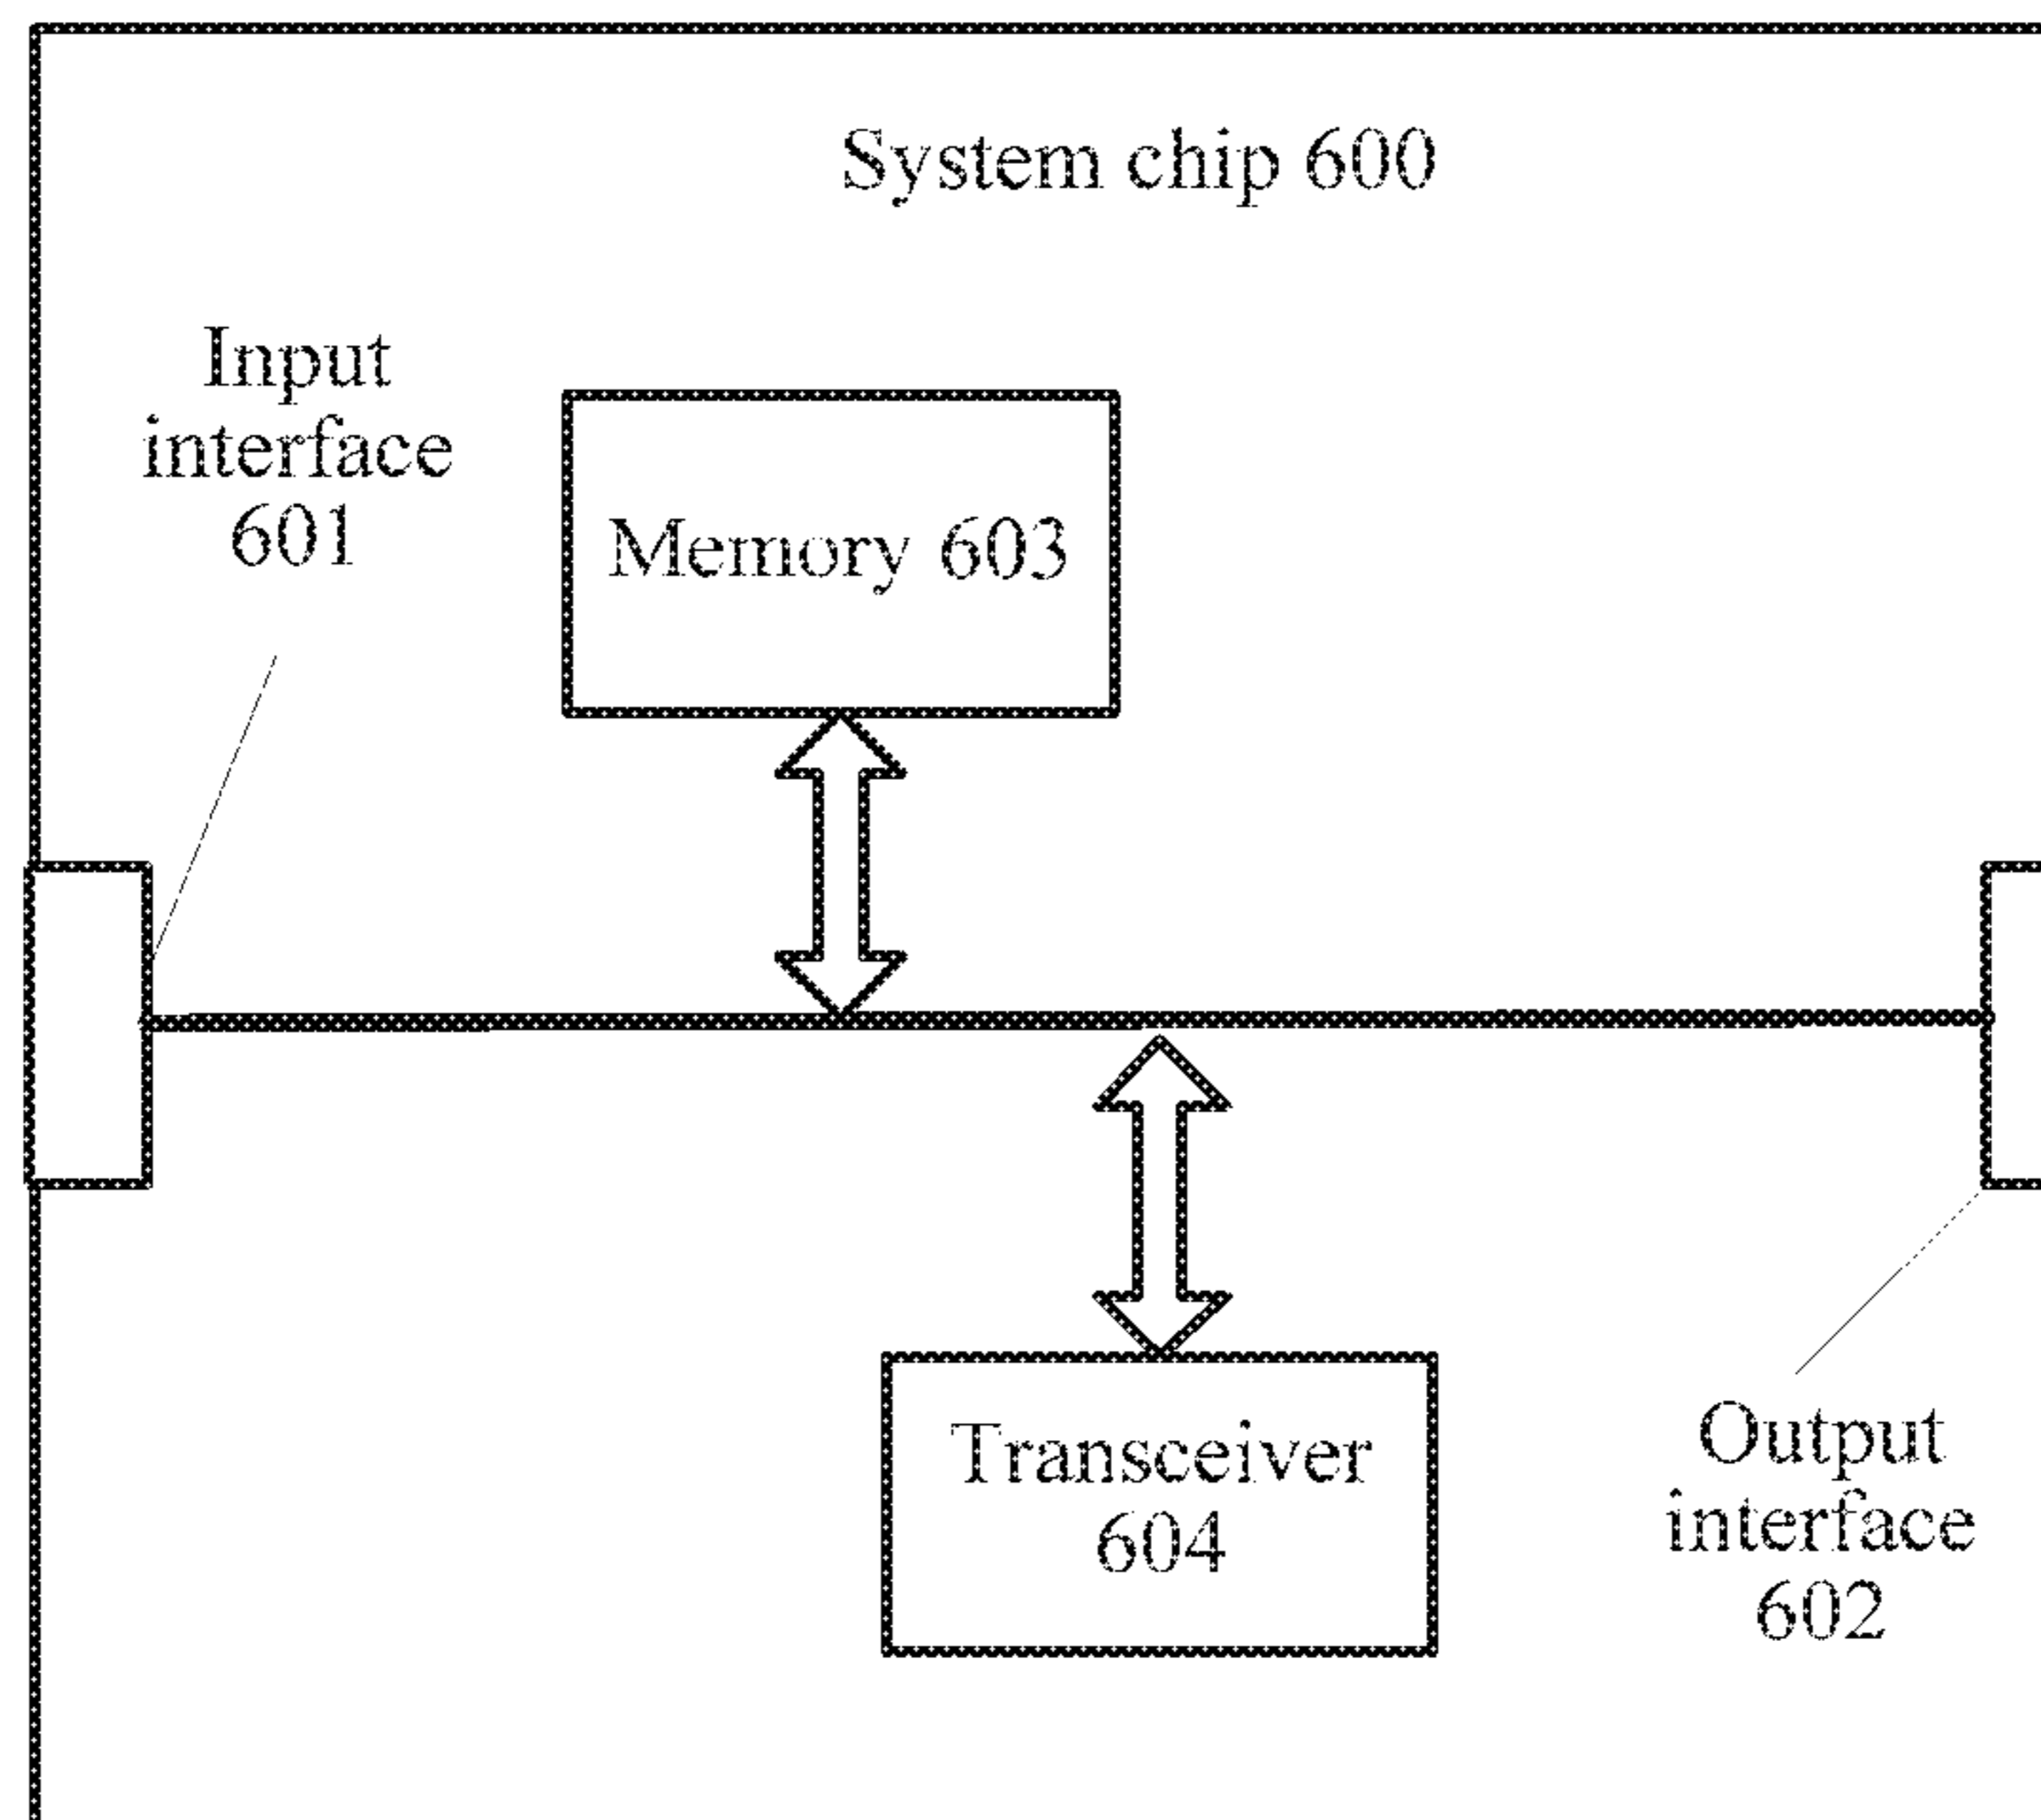 System chip 600
Input
interface
601
Memory 603
Transceiver
604
Output
interface
602